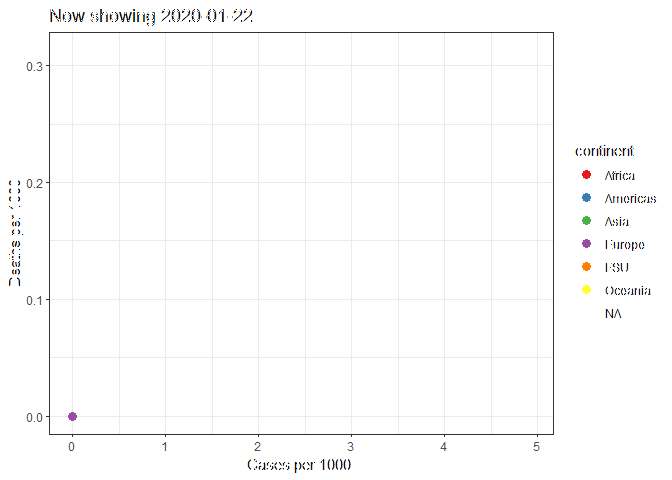 Now showing 2020-01-22
0.3
0.2
0.1
0.0
Deaths per 1000
0 1 2 3 4 5
Cases per 1000
continent
Africa
Americas
Asia
Europe
FSU
Oceania
NA